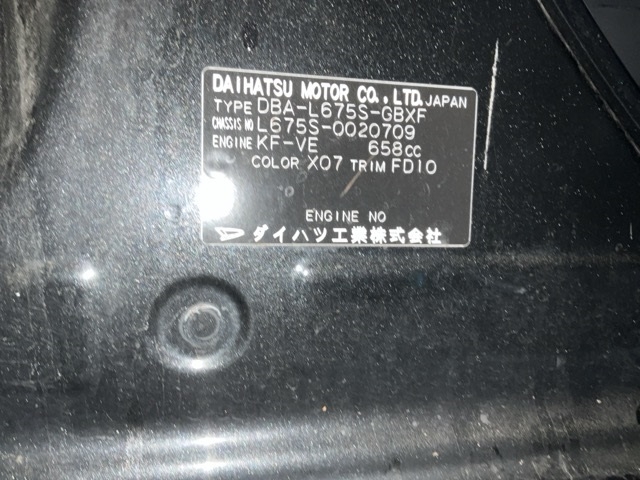 DAIHATSU MOTOR CO., LTD. JAPAN
TYPE DBA-L675S-GBXF
CHASSIS NO L675S-0020709
ENGINE KF-VE 658CC
COLOR X07 TRIM FD10
ENGINE NO
ダイハツ工業株式会社